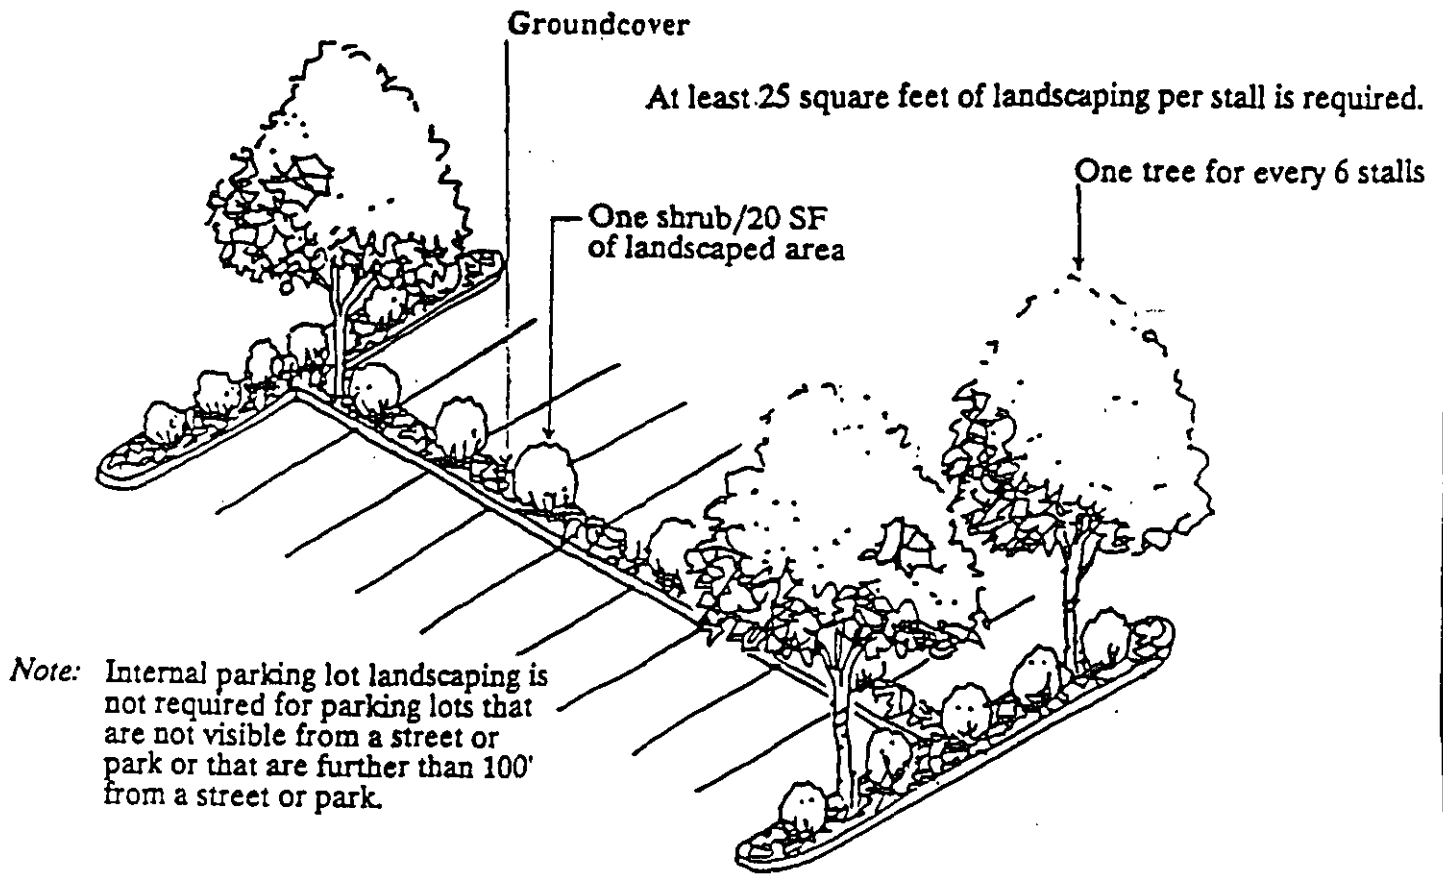 Groundcover
At least 25 square feet of landscaping per stall is required.
One tree for every 6 stalls
One shrub/20 SF
of landscaped area
Note: Internal parking lot landscaping is
not required for parking lots that
are not visible from a street or
park or that are further than 100'
from a street or park.